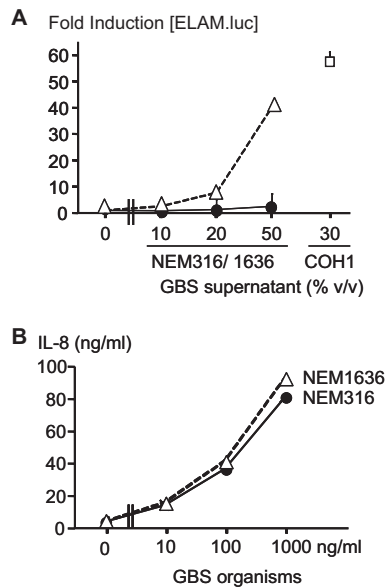 A
Fold Induction [ELAM.luc]
60
50
40
30
20
10
0
0 10 20 50 30
NEM316/ 1636 COH1
GBS supernatant (% v/v)
B
IL-8 (ng/ml)
100
80
60
40
20
0
NEM1636
NEM316
0 10 100 1000 ng/ml
GBS organisms